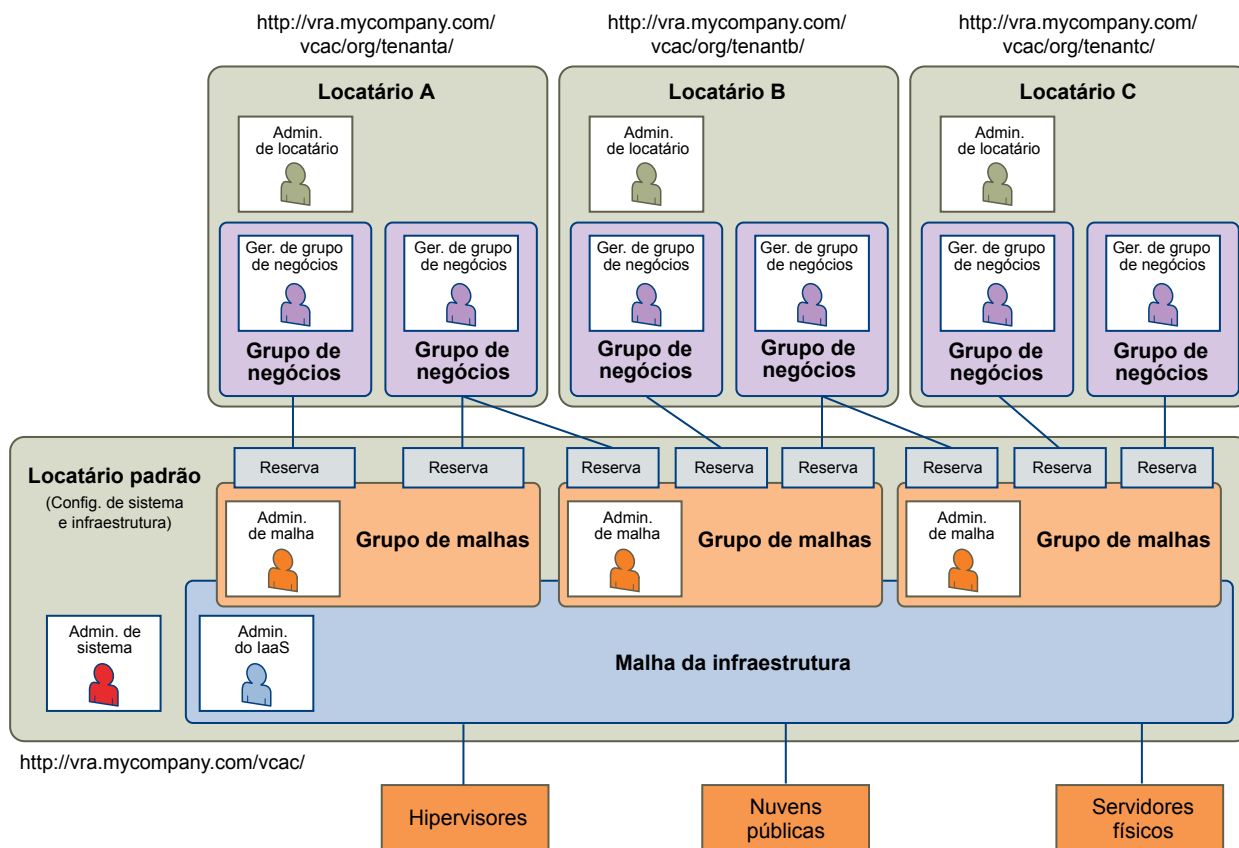 http://vra.mycompany.com/
vcac/org/tenanta/
http://vra.mycompany.com/
vcac/org/tenantb/
http://vra.mycompany.com/
vcac/org/tenantc/
Locatário A
Locatário B
Locatário C
Admin.
de locatário
Admin.
de locatário
Admin.
de locatário
Ger. de grupo
de negócios
Ger. de grupo
de negócios
Ger. de grupo
de negócios
Ger. de grupo
de negócios
Ger. de grupo
de negócios
Ger. de grupo
de negócios
Grupo de
negócios
Grupo de
negócios
Grupo de
negócios
Grupo de
negócios
Grupo de
negócios
Grupo de
negócios
Locatário padrão
(Config. de sistema
e infraestrutura)
Reserva
Reserva
Reserva
Reserva
Reserva
Reserva
Reserva
Reserva
Admin.
de malha
Grupo de malhas
Admin.
de malha
Grupo de malhas
Admin.
de malha
Grupo de malhas
Admin. de
sistema
Admin.
do IaaS
Malha da infraestrutura
http://vra.mycompany.com/vcac/
Hipervisores
Nuvens
públicas
Servidores
físicos